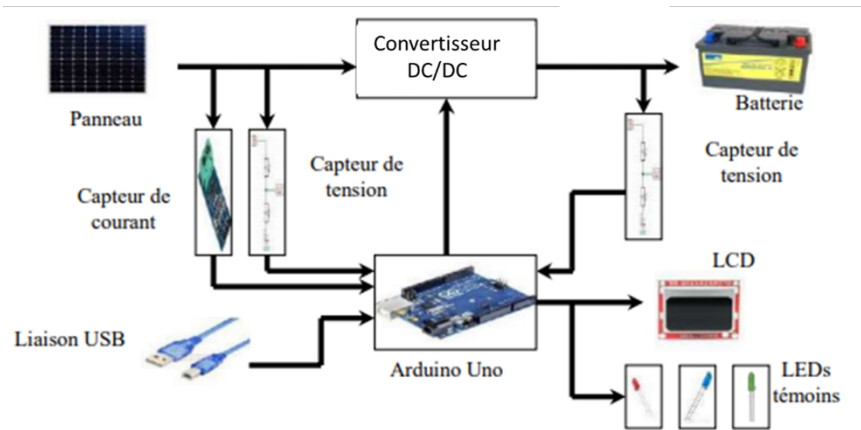 Convertisseur
DC/DC
Panneau
Batterie
Capteur de
courant
Capteur de
tension
Capteur de
tension
LCD
Liaison USB
Arduino Uno
LEDs
témoins